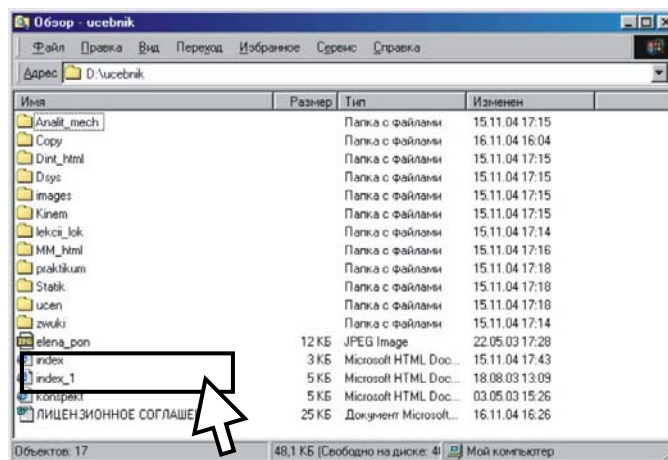 Обзор - ucebnik
Файл Правка Вид Переход Избранное Сервис Справка
Адрес D:\ucebnik
Имя Размер Тип Изменен
Analit_mech Папка с файлами 15.11.04 17:15
Copy Папка с файлами 16.11.04 16:04
Dint_html Папка с файлами 15.11.04 17:15
Dsys Папка с файлами 15.11.04 17:15
images Папка с файлами 15.11.04 17:15
Kinem Папка с файлами 15.11.04 17:15
lekcii_lok Папка с файлами 15.11.04 17:14
MM_html Папка с файлами 15.11.04 17:16
praktikum Папка с файлами 15.11.04 17:18
Statik Папка с файлами 15.11.04 17:18
ucen Папка с файлами 15.11.04 17:18
zwuki Папка с файлами 15.11.04 17:14
elena_pon 12 КБ JPEG Image 22.05.03 17:28
index 3 КБ Microsoft HTML Doc... 15.11.04 17:43
index_1 5 КБ Microsoft HTML Doc... 18.08.03 13:09
konspekt 5 КБ Microsoft HTML Doc... 03.05.03 15:26
ЛИЦЕНЗИОННОЕ СОГЛАШЕ 25 КБ Документ Microsoft... 16.11.04 16:26
Объектов: 17 48,1 КБ (Свободно на диске: 4 Мой компьютер